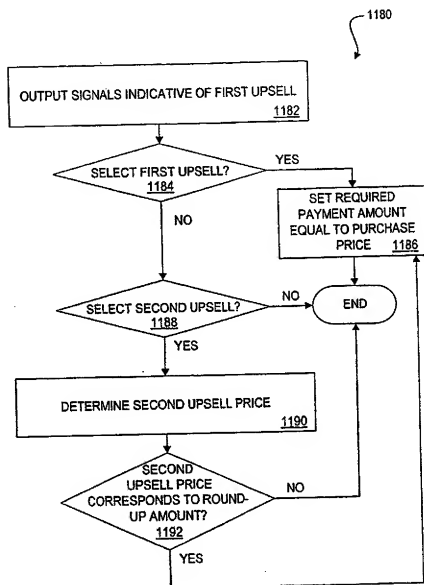 1180
OUTPUT SIGNALS INDICATIVE OF FIRST UPSELL
1182
SELECT FIRST UPSELL?
1184
YES
NO
SET REQUIRED
PAYMENT AMOUNT
EQUAL TO PURCHASE
PRICE 1186
SELECT SECOND UPSELL?
1188
NO
END
YES
DETERMINE SECOND UPSELL PRICE
1190
SECOND
UPSELL PRICE
CORRESPONDS TO ROUND-
UP AMOUNT?
1192
NO
YES